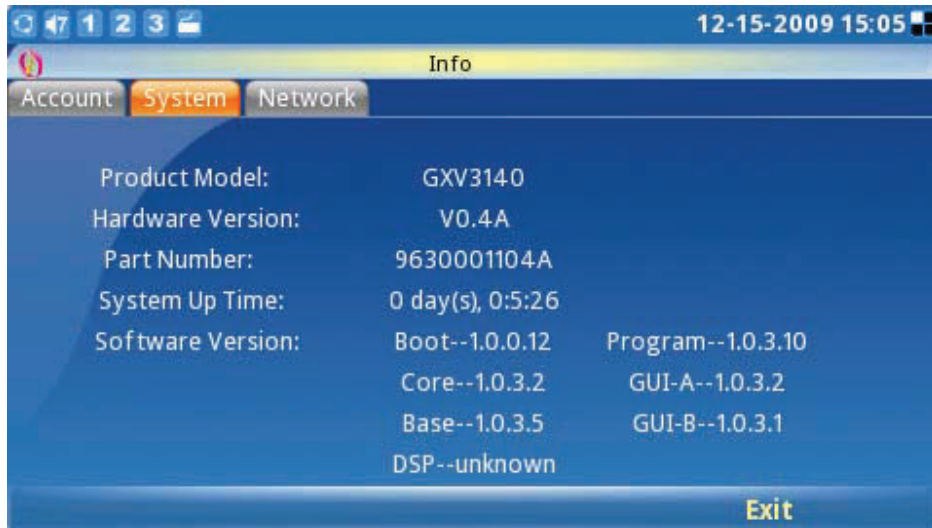 7 1 2 3 12-15-2009 15:05
Info
Account System Network
Product Model: GXV3140
Hardware Version: V0.4A
Part Number: 9630001104A
System Up Time: 0 day(s), 0:5:26
Software Version: Boot--1.0.0.12 Program--1.0.3.10
Core--1.0.3.2 GUI-A--1.0.3.2
Base--1.0.3.5 GUI-B--1.0.3.1
DSP--unknown
Exit